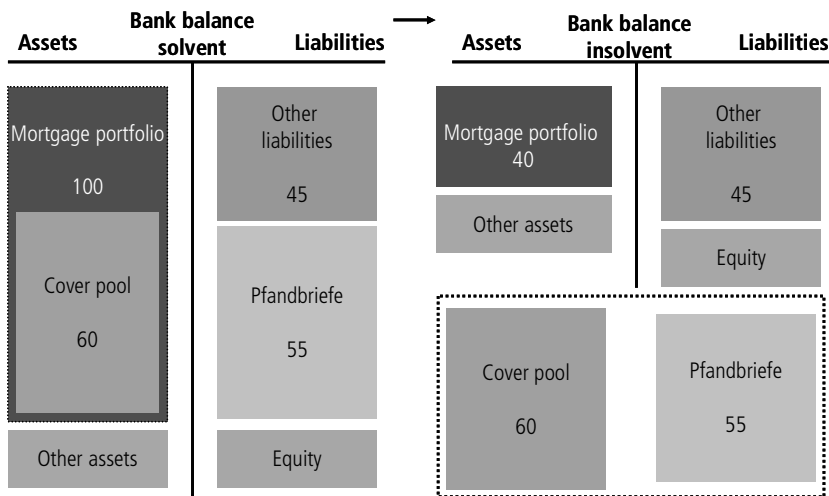 Bank balance
solvent
Assets
Liabilities
Mortgage portfolio
100
Cover pool
60
Other assets
Other
liabilities
45
Pfandbriefe
55
Equity
Bank balance
insolvent
Assets
Liabilities
Mortgage portfolio
40
Other assets
Other
liabilities
45
Equity
Cover pool
60
Pfandbriefe
55